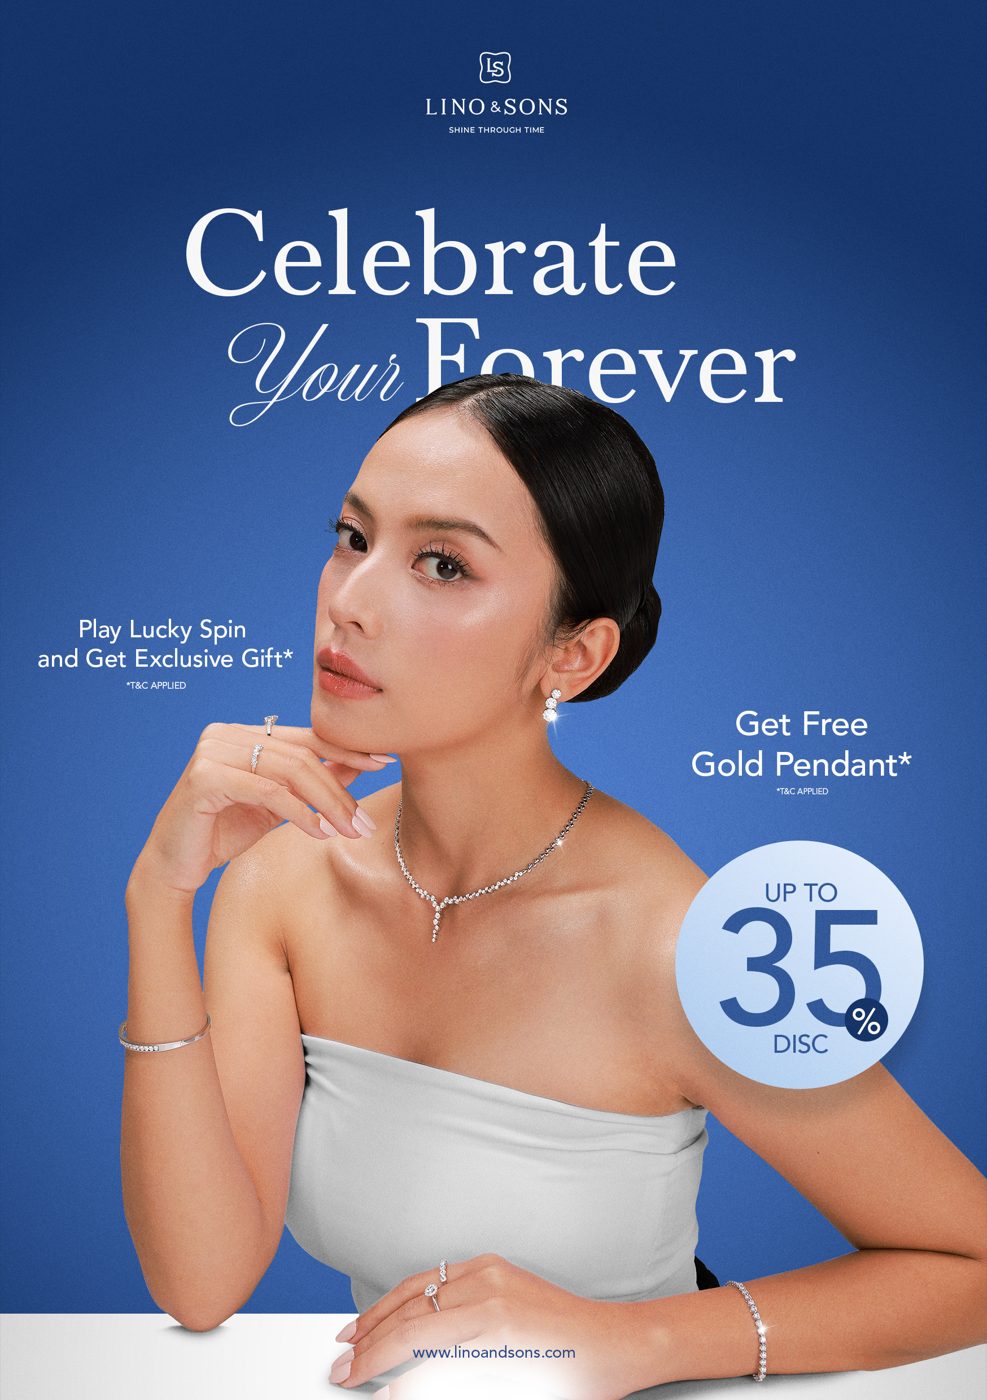 LS
LINO & SONS
SHINE THROUGH TIME
Celebrate
Your Forever
Play Lucky Spin
and Get Exclusive Gift*
*T&C APPLIED
Get Free
Gold Pendant*
*T&C APPLIED
UP TO
35%
DISC
www.linoandsons.com